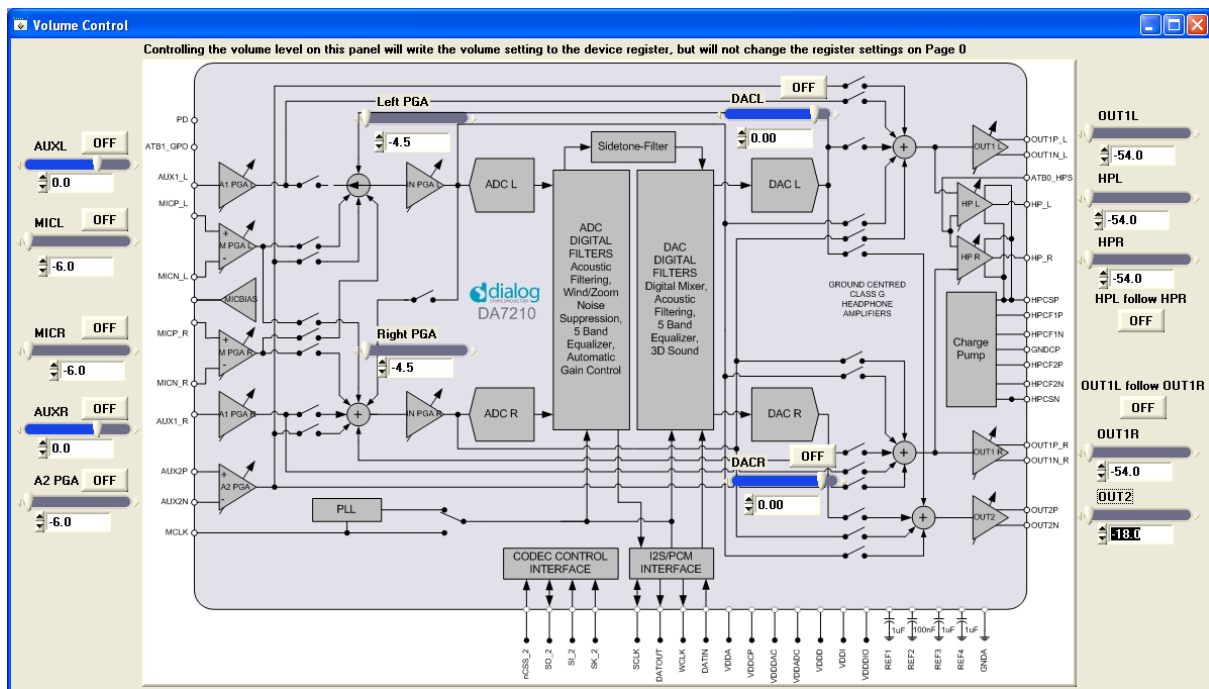 Volume Control
Controlling the volume level on this panel will write the volume setting to the device register, but will not change the register settings on Page 0
AUXL OFF
0.0
MICL OFF
-6.0
MICR OFF
-6.0
AUXR OFF
0.0
A2 PGA OFF
-6.0
PD
ATB1_GPO
AUX1_L
MICP_L
MICN_L
MICP_R
MICN_R
AUX1_R
AUX2P
AUX2N
MCLK
A1 PGA L
+
M PGA L
-
MICBIAS
+
M PGA R
-
A1 PGA R
+
A2 PGA
-
Left PGA
-4.5
IN PGA L
ADC L
Right PGA
-4.5
+
IN PGA R
ADC R
PLL
dialog
SEMICONDUCTOR
DA7210
Sidetone-Filter
ADC
DIGITAL
FILTERS
Acoustic
Filtering,
Wind/Zoom
Noise
Suppression,
5 Band
Equalizer,
Automatic
Gain Control
DAC
DIGITAL
FILTERS
Digital Mixer,
Acoustic
Filtering,
5 Band
Equalizer,
3D Sound
DACL OFF
0.00
DAC L
DAC R
DACR OFF
0.00
+
+
+
GROUND CENTRED
CLASS G
HEADPHONE
AMPLIFIERS
OUT1 L
HP L
HP R
Charge
Pump
OUT1 R
OUT2
CODEC CONTROL
INTERFACE
I2S/PCM
INTERFACE
OUT1P_L
OUT1N_L
ATB0_HPS
HP_L
HP_R
HPCSP
HPCF1P
HPCF1N
GNDCP
HPCF2P
HPCF2N
HPCSN
OUT1P_R
OUT1N_R
OUT2P
OUT2N
OUT1L
-54.0
HPL
-54.0
HPR
-54.0
HPL follow HPR
OFF
OUT1L follow OUT1R
OFF
OUT1R
-54.0
OUT2
-18.0
1uF 100nF 1uF 1uF
nCSS_2
SO_2
SI_2
SK_2
SCLK
DATOUT
WCLK
DATIN
VDDA
VDDCP
VDDDAC
VDDADC
VDDD
VDDI
VDDDIO
REF1
REF2
REF3
REF4
GNDA